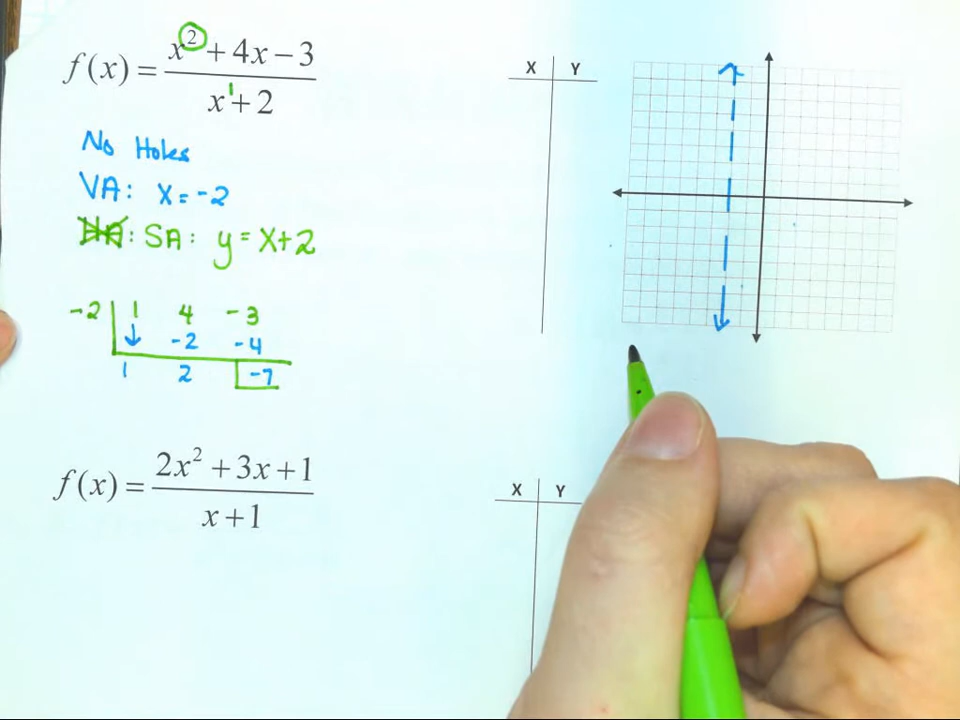 f(x) = (x² + 4x − 3)/(x¹ + 2)
X Y
No Holes
VA: X = -2
HA: SA: y = X+2
-2 1 4 -3
↓ -2 -4
1 2 -7
f(x) = (2x² + 3x + 1)/(x + 1)
X Y